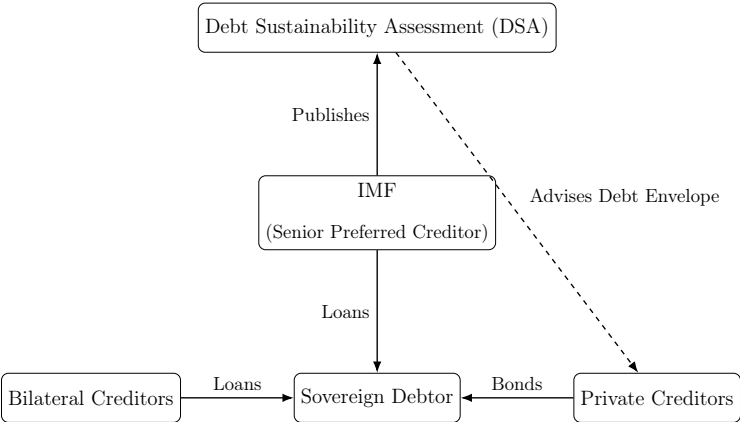 Debt Sustainability Assessment (DSA)
Publishes
IMF
(Senior Preferred Creditor)
Advises Debt Envelope
Loans
Bilateral Creditors
Loans
Sovereign Debtor
Bonds
Private Creditors